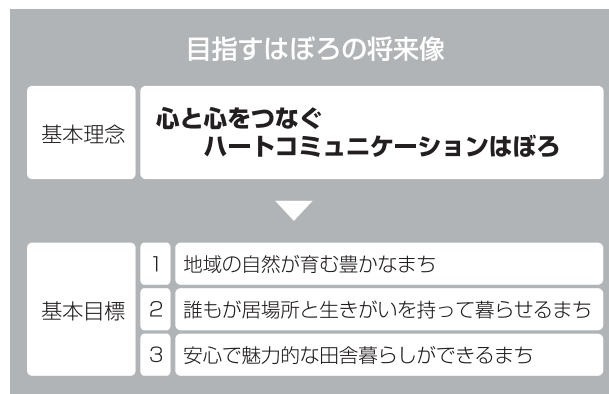 目指すはぼろの将来像
基本理念
心と心をつなぐ
ハートコミュニケーションはぼろ
基本目標
1 地域の自然が育む豊かなまち
2 誰もが居場所と生きがいを持って暮らせるまち
3 安心で魅力的な田舎暮らしができるまち